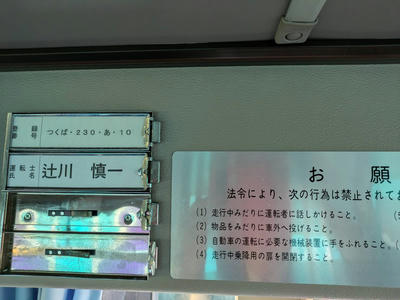 登録番号 つくば・230・あ・10
運転士氏名 辻川 慎一
お 願
法令により、次の行為は禁止されてお
(1) 走行中みだりに運転者に話しかけること。
(2) 物品をみだりに車外へ投げること。
(3) 自動車の運転に必要な機械装置に手をふれること。
(4) 走行中乗降用の扉を開閉すること。